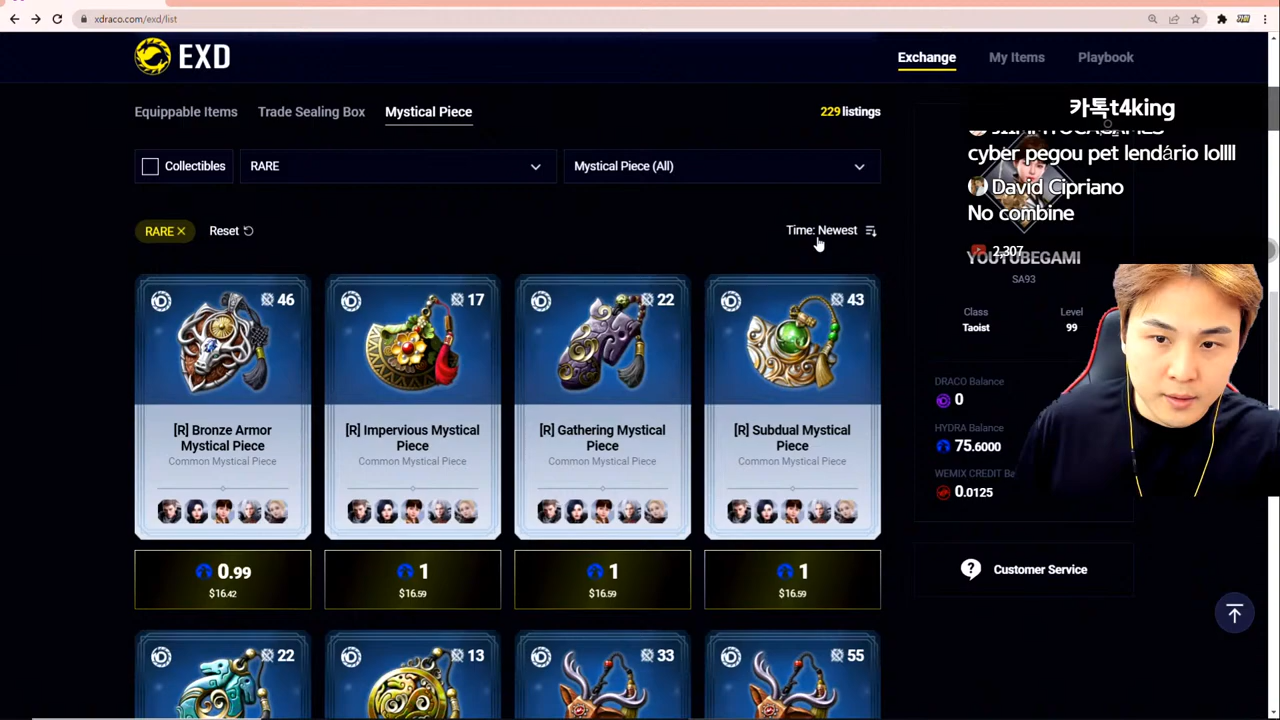 xdraco.com/exd/list
EXD
Exchange
My Items
Playbook
Equippable Items
Trade Sealing Box
Mystical Piece
229 listings
카톡t4king
cyber pegou pet lendário lollll
David Cipriano
No combine
2,307
Collectibles
RARE
Mystical Piece (All)
RARE
Reset
Time: Newest
YOUTUBEGAMI
SA93
Class
Level
Taoist
99
DRACO Balance
0
HYDRA Balance
75.6000
WEMIX CREDIT Ba
0.0125
Customer Service
46
[R] Bronze Armor
Mystical Piece
Common Mystical Piece
0.99
$16.42
17
[R] Impervious Mystical
Piece
Common Mystical Piece
1
$16.59
22
[R] Gathering Mystical
Piece
Common Mystical Piece
1
$16.59
43
[R] Subdual Mystical
Piece
Common Mystical Piece
1
$16.59
22
13
33
55